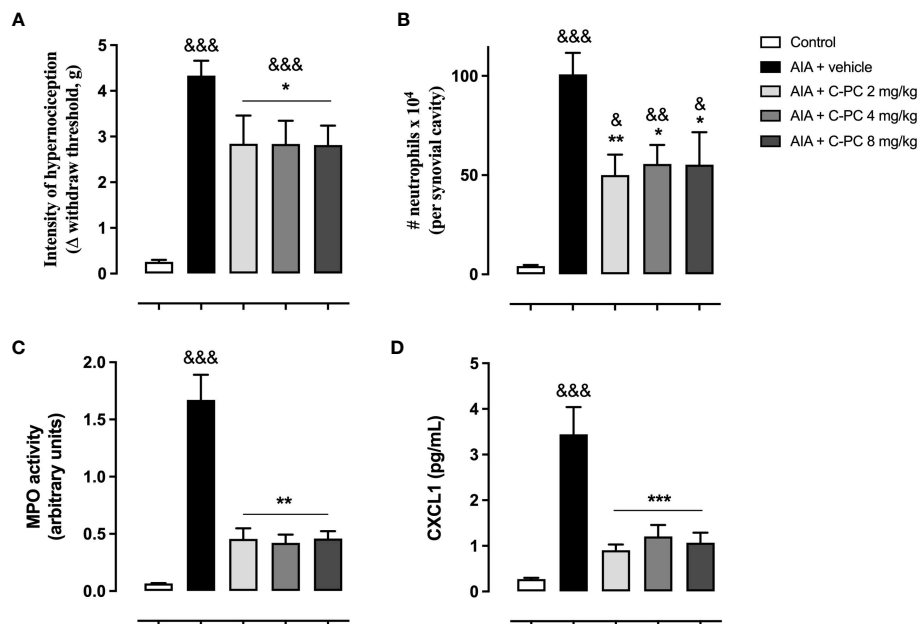 A
Intensity of hypernociception
(Δ withdraw threshold, g)
5
4
3
2
1
0
&&&
&&&
*
B
# neutrophils x 10⁴
(per synovial cavity)
100
50
0
&&&
&
**
&&
*
&
*
Control
AIA + vehicle
AIA + C-PC 2 mg/kg
AIA + C-PC 4 mg/kg
AIA + C-PC 8 mg/kg
C
MPO activity
(arbitrary units)
2.0
1.5
1.0
0.5
0.0
&&&
**
D
CXCL1 (pg/mL)
5
4
3
2
1
0
&&&
***